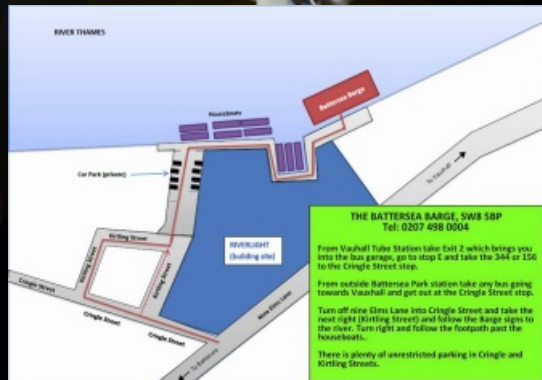 RIVER THAMES
Houseboats
Battersea Barge
Car Park (private)
To Vauxhall
Kirtling Street
RIVERLIGHT
(building site)
Kirtling Street
Cringle Street
Cringle Street
Cringle Street
Nine Elms Lane
To Battersea
THE BATTERSEA BARGE, SW8 5BP
Tel: 0207 498 0004
From Vauhall Tube Station take Exit 2 which brings you
into the bus garage, go to stop E and take the 344 or 156
to the Cringle Street stop.
From outside Battersea Park station take any bus going
towards Vauxhall and get out at the Cringle Street stop.
Turn off nine Elms Lane into Cringle Street and take the
next right (Kirtling Street) and follow the Barge signs to
the river. Turn right and follow the footpath past the
houseboats..
There is plenty of unrestricted parking in Cringle and
Kirtling Streets.